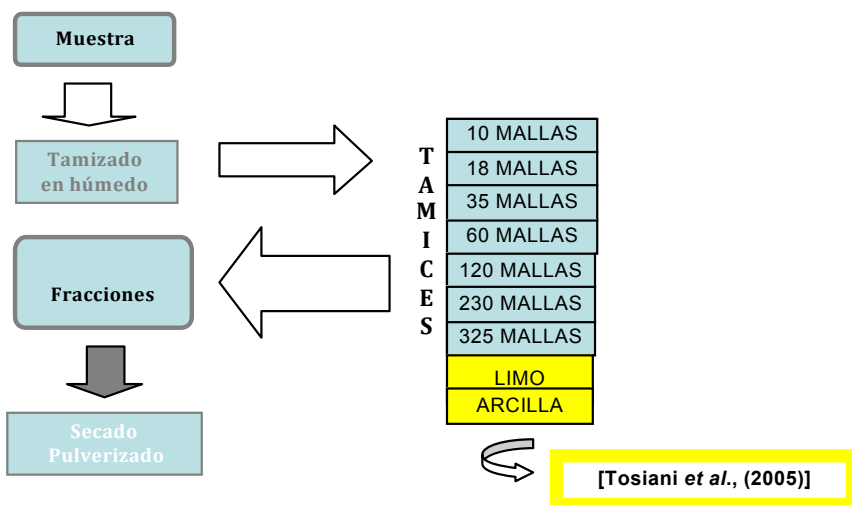 Muestra
Tamizado
en húmedo
T
A
M
I
C
E
S
10 MALLAS
18 MALLAS
35 MALLAS
60 MALLAS
120 MALLAS
230 MALLAS
325 MALLAS
LIMO
ARCILLA
Fracciones
Secado
Pulverizado
[Tosiani et al., (2005)]